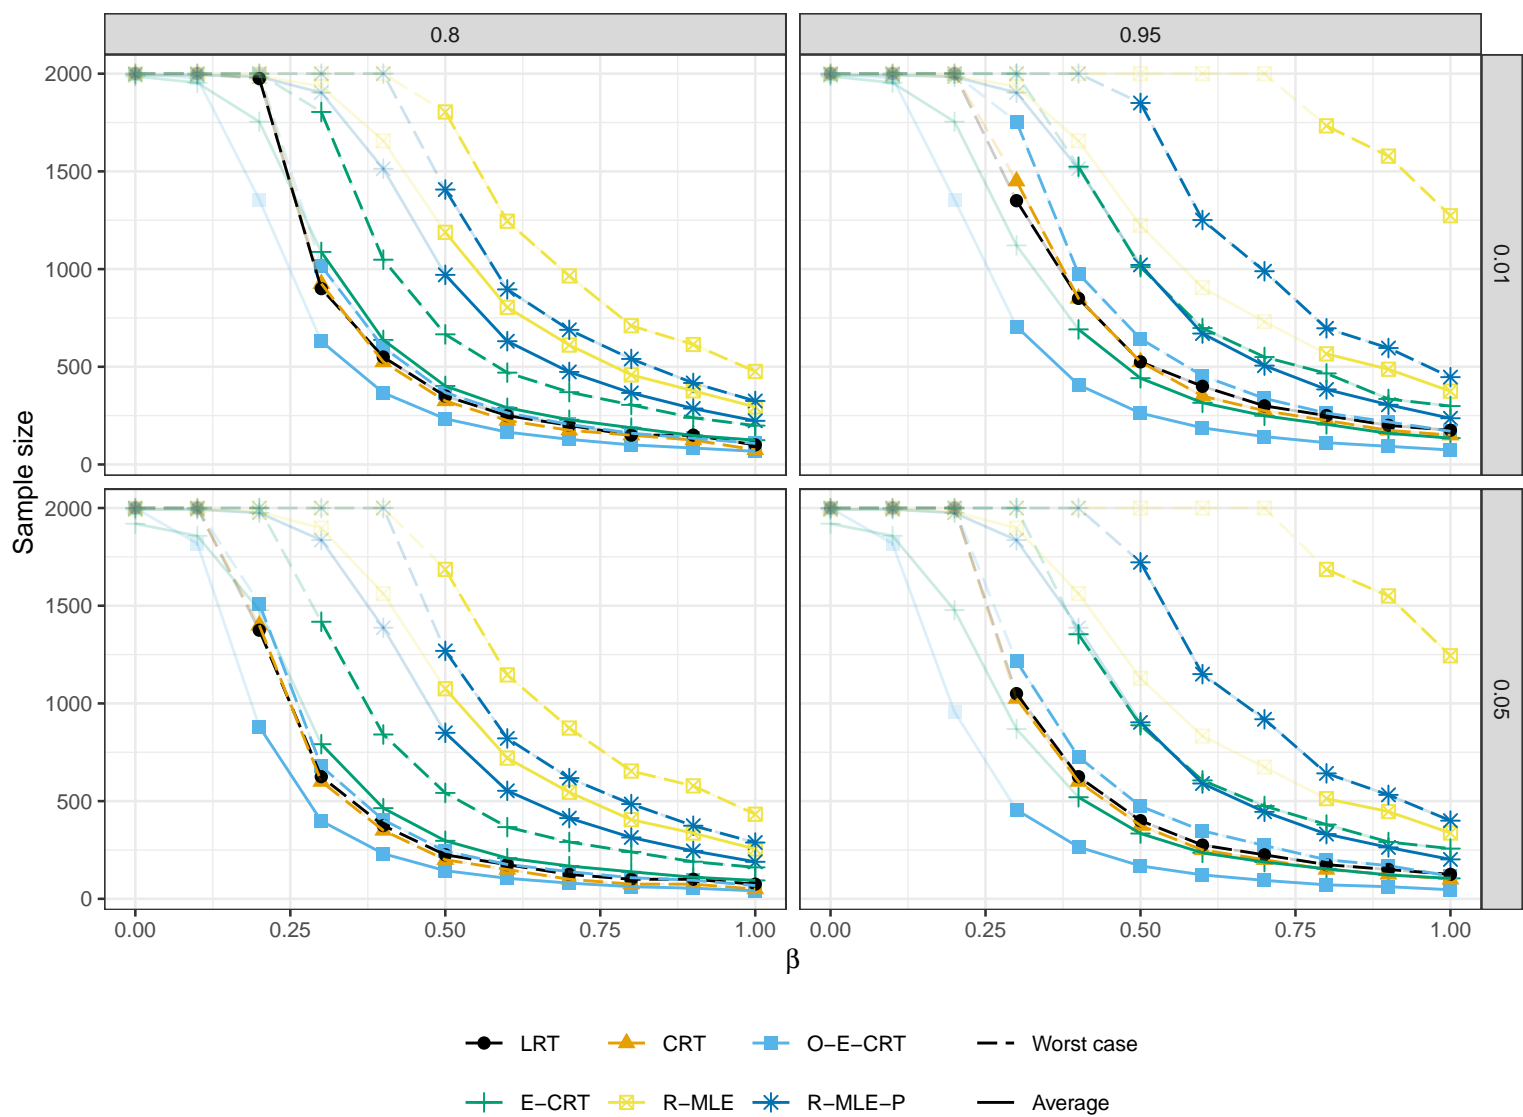 0.8 0.95
2000
1500
1000
500
0
0.01
2000
1500
1000
500
0
0.05
Sample size
0.00 0.25 0.50 0.75 1.00 0.00 0.25 0.50 0.75 1.00
β
LRT CRT O−E−CRT Worst case
E−CRT R−MLE R−MLE−P Average